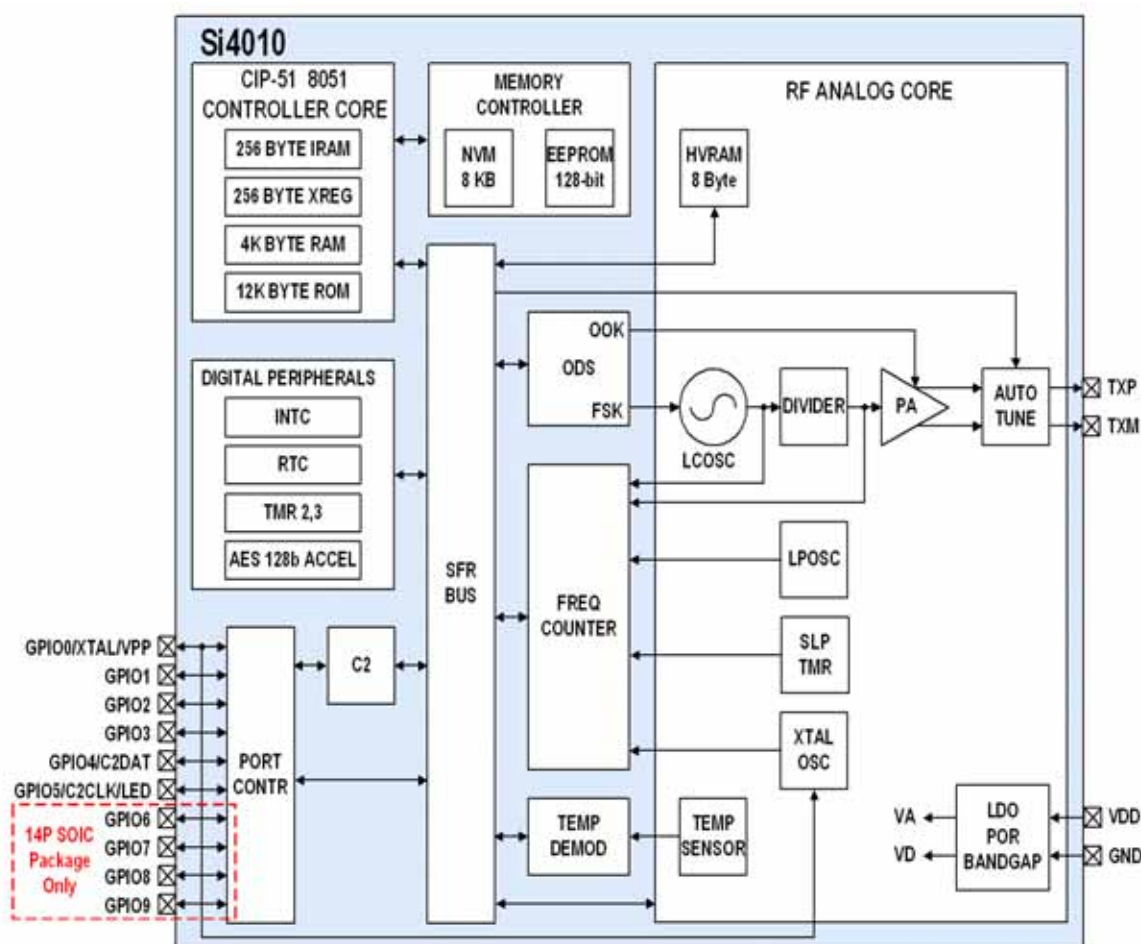 Si4010
CIP-51 8051
CONTROLLER CORE
256 BYTE IRAM
256 BYTE XREG
4K BYTE RAM
12K BYTE ROM
MEMORY
CONTROLLER
NVM
8 KB
EEPROM
128-bit
RF ANALOG CORE
HVRAM
8 Byte
DIGITAL PERIPHERALS
INTC
RTC
TMR 2,3
AES 128b ACCEL
SFR
BUS
OOK
ODS
FSK
LCOSC
DIVIDER
PA
AUTO
TUNE
TXP
TXM
FREQ
COUNTER
LPOSC
SLP
TMR
XTAL
OSC
GPIO0/XTAL/VPP
GPIO1
GPIO2
GPIO3
GPIO4/C2DAT
GPIO5/C2CLK/LED
GPIO6
GPIO7
GPIO8
GPIO9
14P SOIC
Package
Only
PORT
CONTR
C2
TEMP
DEMOD
TEMP
SENSOR
VA
VD
LDO
POR
BANDGAP
VDD
GND